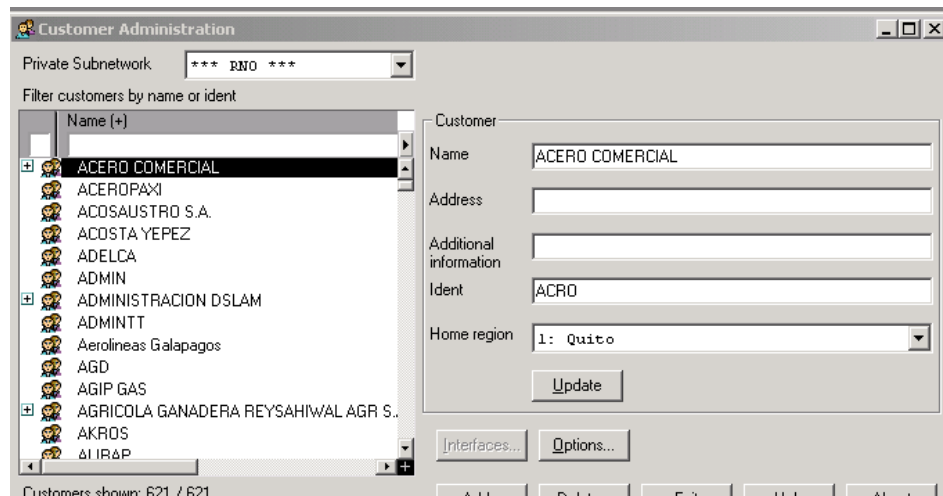 Customer Administration
Private Subnetwork *** RNO ***
Filter customers by name or ident
Name (+)
ACERO COMERCIAL
ACEROPAXI
ACOSAUSTRO S.A.
ACOSTA YEPEZ
ADELCA
ADMIN
ADMINISTRACION DSLAM
ADMINTT
Aerolineas Galapagos
AGD
AGIP GAS
AGRICOLA GANADERA REYSAHIWAL AGR S..
AKROS
Customers shown: 621 / 621
Customer
Name ACERO COMERCIAL
Address
Additional information
Ident ACRO
Home region 1: Quito
Update
Interfaces... Options...